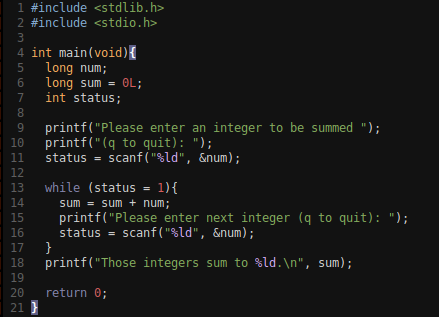 1 #include <stdlib.h>
2 #include <stdio.h>
3
4 int main(void){
5   long num;
6   long sum = 0L;
7   int status;
8
9   printf("Please enter an integer to be summed ");
10   printf("(q to quit): ");
11   status = scanf("%ld", &num);
12
13   while (status = 1){
14     sum = sum + num;
15     printf("Please enter next integer (q to quit): ");
16     status = scanf("%ld", &num);
17   }
18   printf("Those integers sum to %ld.\n", sum);
19
20   return 0;
21 }